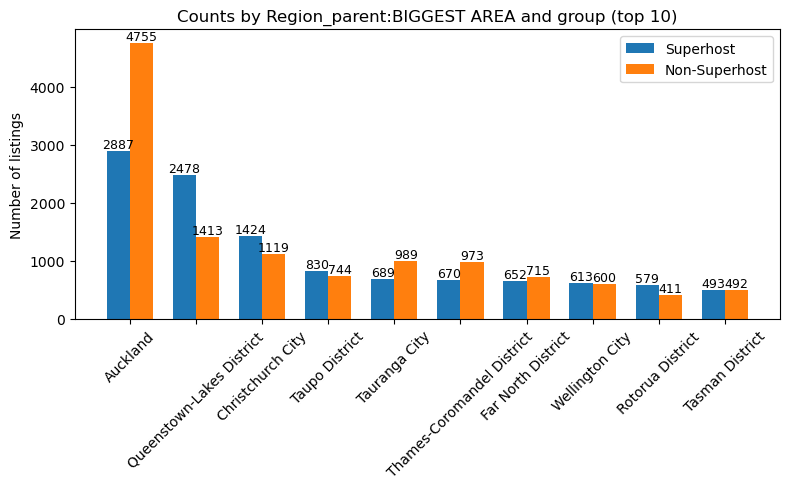 Counts by Region_parent:BIGGEST AREA and group (top 10)
Superhost
Non-Superhost
Number of listings
4000
3000
2000
1000
0
2887
4755
2478
1413
1424
1119
830
744
689
989
670
973
652
715
613
600
579
411
493
492
Auckland
Queenstown-Lakes District
Christchurch City
Taupo District
Tauranga City
Thames-Coromandel District
Far North District
Wellington City
Rotorua District
Tasman District